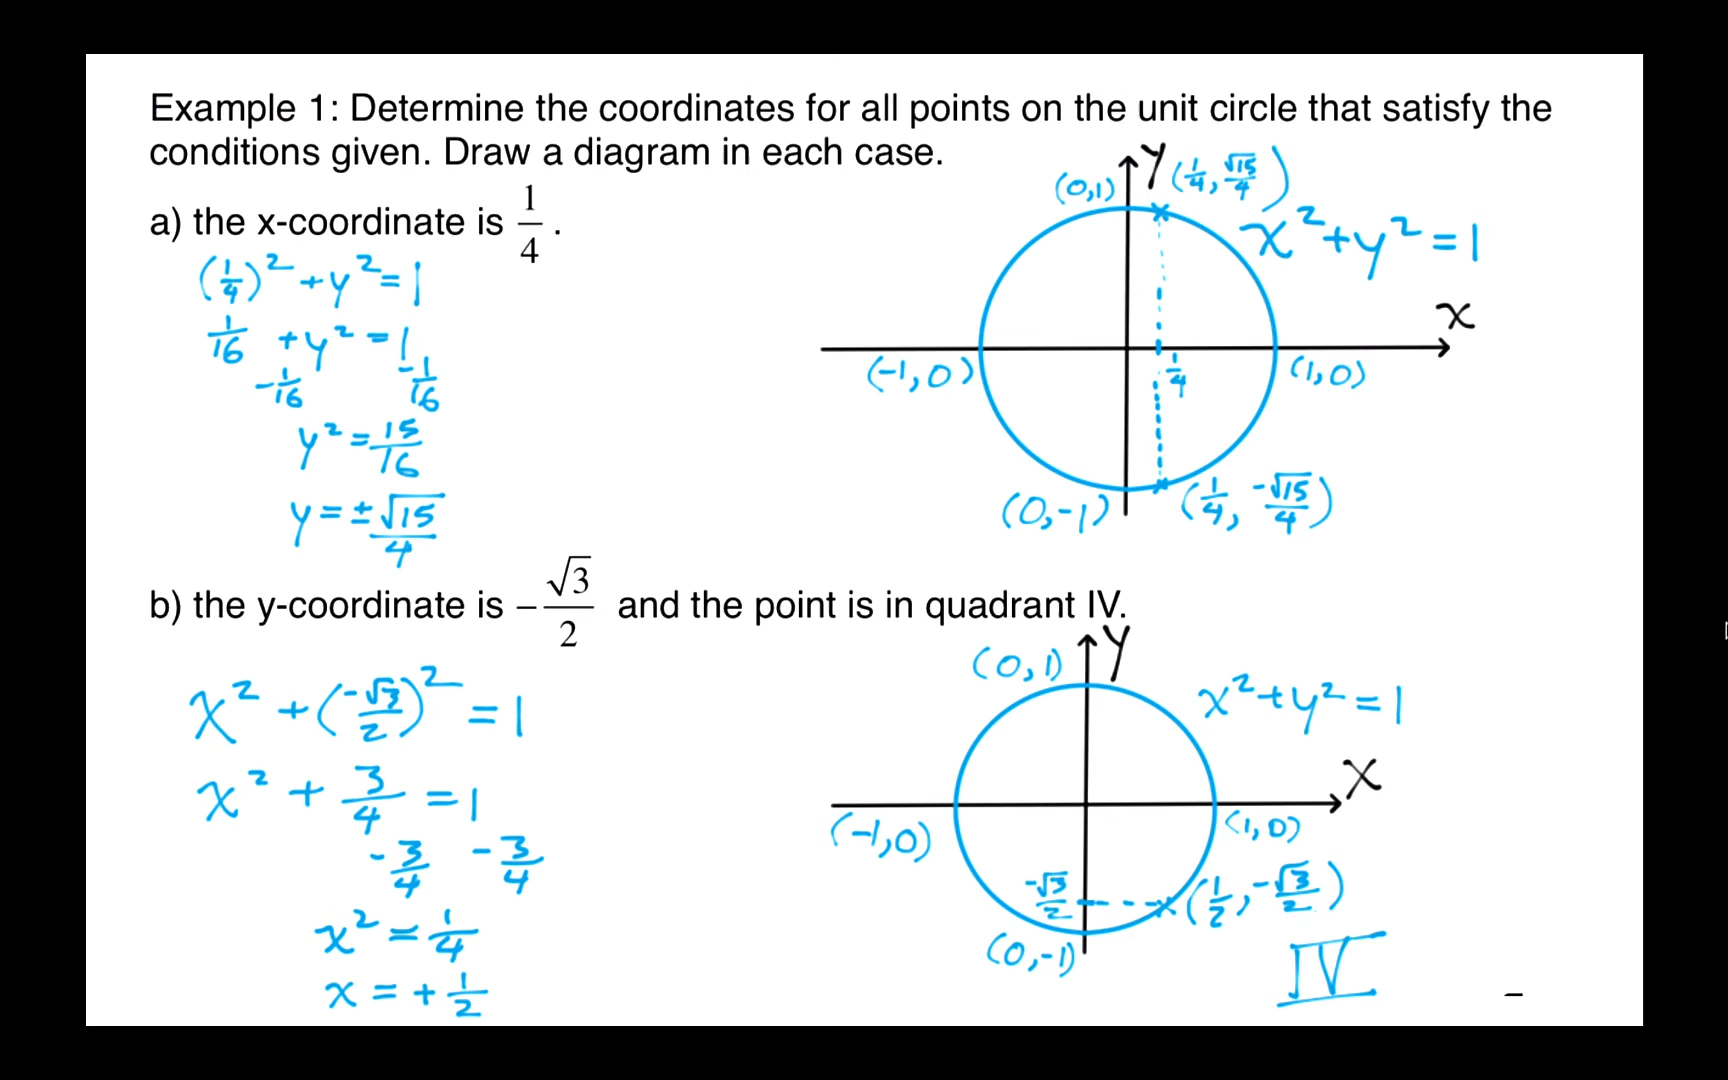 Example 1: Determine the coordinates for all points on the unit circle that satisfy the
conditions given. Draw a diagram in each case.
a) the x-coordinate is 1/4 .
(1/4)² + y² = 1
1/16 + y² = 1
-1/16 -1/16
y² = 15/16
y = ±√15/4
y
(0,1)
(1/4, √15/4)
x² + y² = 1
x
(-1, 0)
1/4
(1, 0)
(0, -1)
(1/4, -√15/4)
b) the y-coordinate is -√3/2 and the point is in quadrant IV.
x² + (-√3/2)² = 1
x² + 3/4 = 1
-3/4 -3/4
x² = 1/4
x = + 1/2
y
(0, 1)
x² + y² = 1
x
(-1, 0)
(1, 0)
-√3/2
(1/2, -√3/2)
(0, -1)
IV